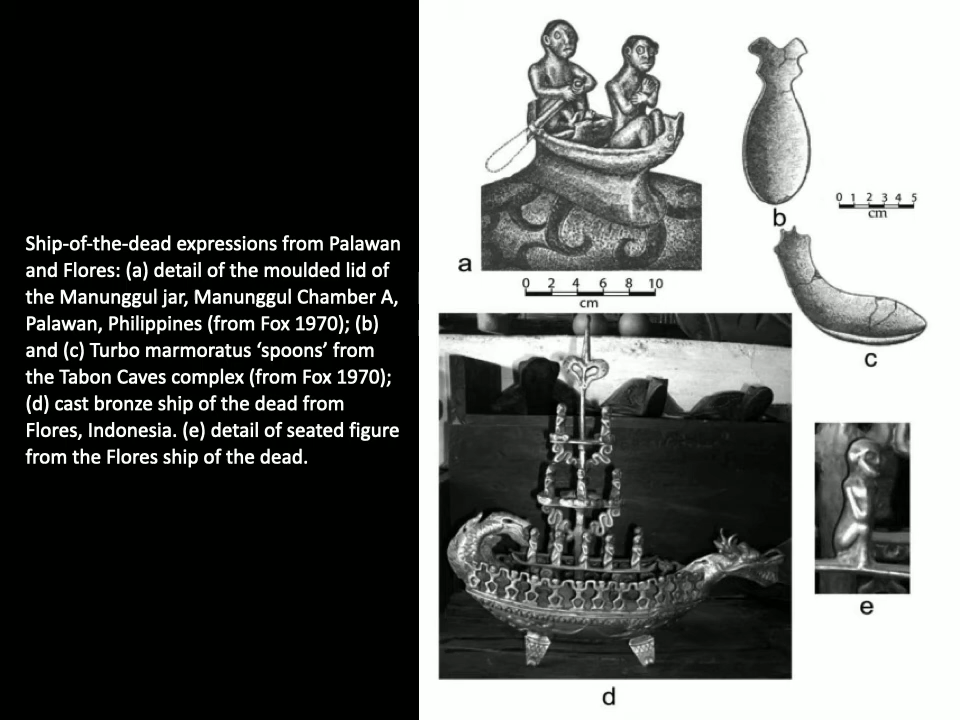 Ship-of-the-dead expressions from Palawan
and Flores: (a) detail of the moulded lid of
the Manunggul jar, Manunggul Chamber A,
Palawan, Philippines (from Fox 1970); (b)
and (c) Turbo marmoratus ‘spoons’ from
the Tabon Caves complex (from Fox 1970);
(d) cast bronze ship of the dead from
Flores, Indonesia. (e) detail of seated figure
from the Flores ship of the dead.
a
0 2 4 6 8 10
cm
b
0 1 2 3 4 5
cm
c
d
e